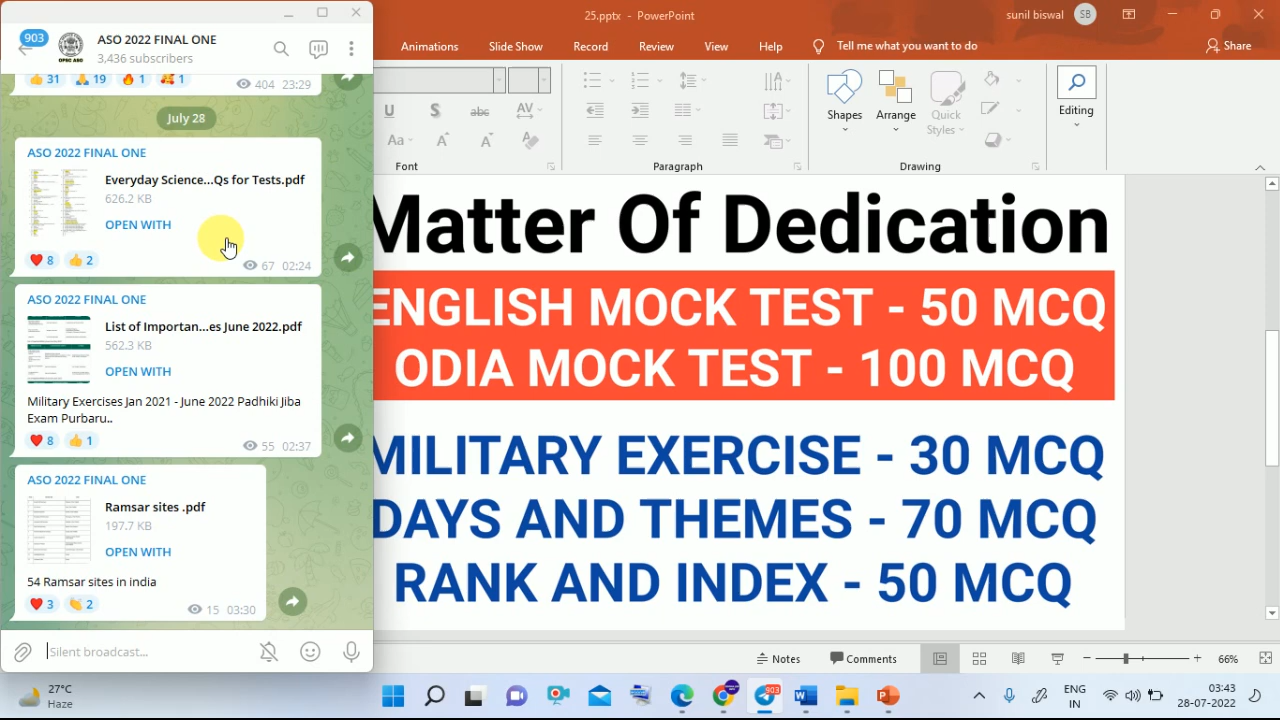 903
ASO 2022 FINAL ONE
3,436 subscribers
OPSC ASO
31 19 1 1
404 23:29
July 28
ASO 2022 FINAL ONE
Everyday Science...Qs for Tests.pdf
626.2 KB
OPEN WITH
8 2
67 02:24
ASO 2022 FINAL ONE
List of Importan...es June 2022.pdf
562.3 KB
OPEN WITH
Military Exercises Jan 2021 - June 2022 Padhiki Jiba
Exam Purbaru..
8 1
55 02:37
ASO 2022 FINAL ONE
Ramsar sites .pdf
197.7 KB
OPEN WITH
54 Ramsar sites in india
3 2
15 03:30
Silent broadcast...
25.pptx - PowerPoint
sunil biswal SB
Animations Slide Show Record Review View Help Tell me what you want to do Share
U S abc AV
Aa A A A
Font
Paragraph
Shapes Arrange Quick Styles
Drawing
Editing
Matter Of Dedication
ENGLISH MOCK TEST - 50 MCQ
ODIA MOCK TEST - 100 MCQ
MILITARY EXERCISE - 30 MCQ
DAYS AND THEMES - 71 MCQ
RANK AND INDEX - 50 MCQ
Notes Comments 66%
27°C
Haze
903
ENG
IN
03:43
28-07-2022